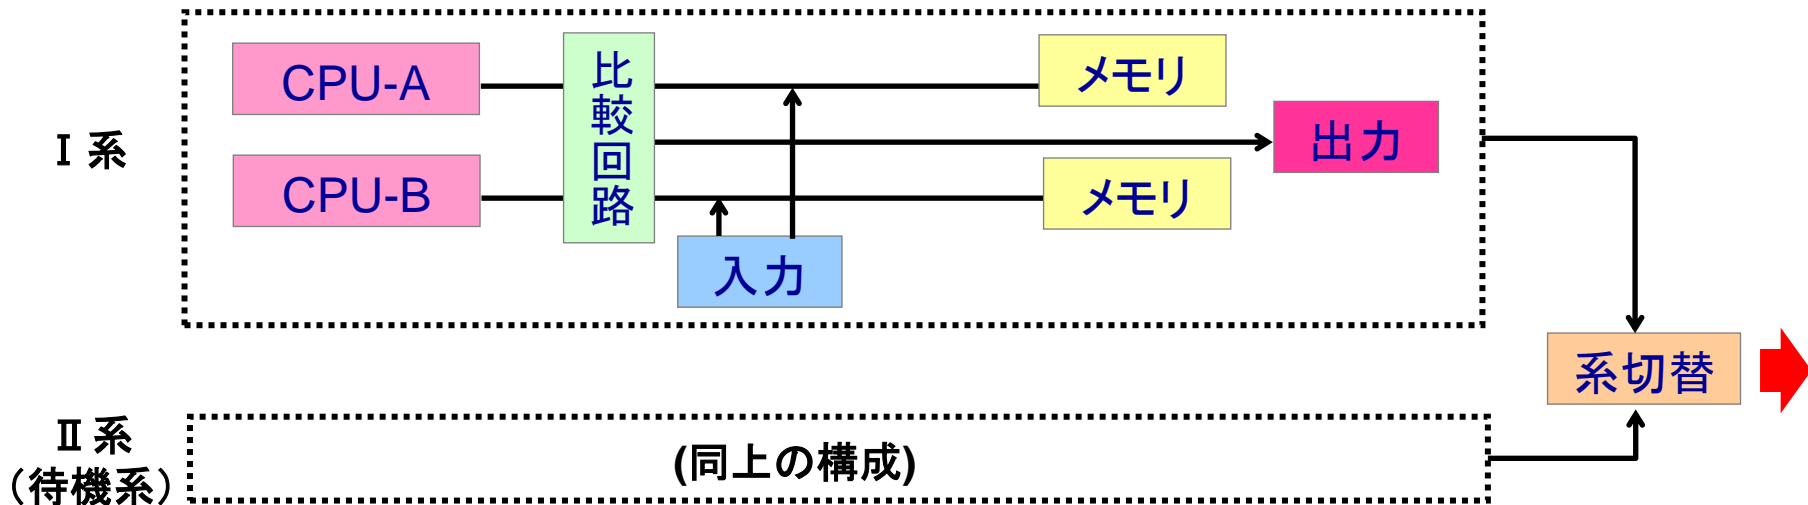 CPU-A
比較回路
メモリ
出力
Ⅰ系
CPU-B
メモリ
入力
系切替
Ⅱ系
（待機系）
(同上の構成)